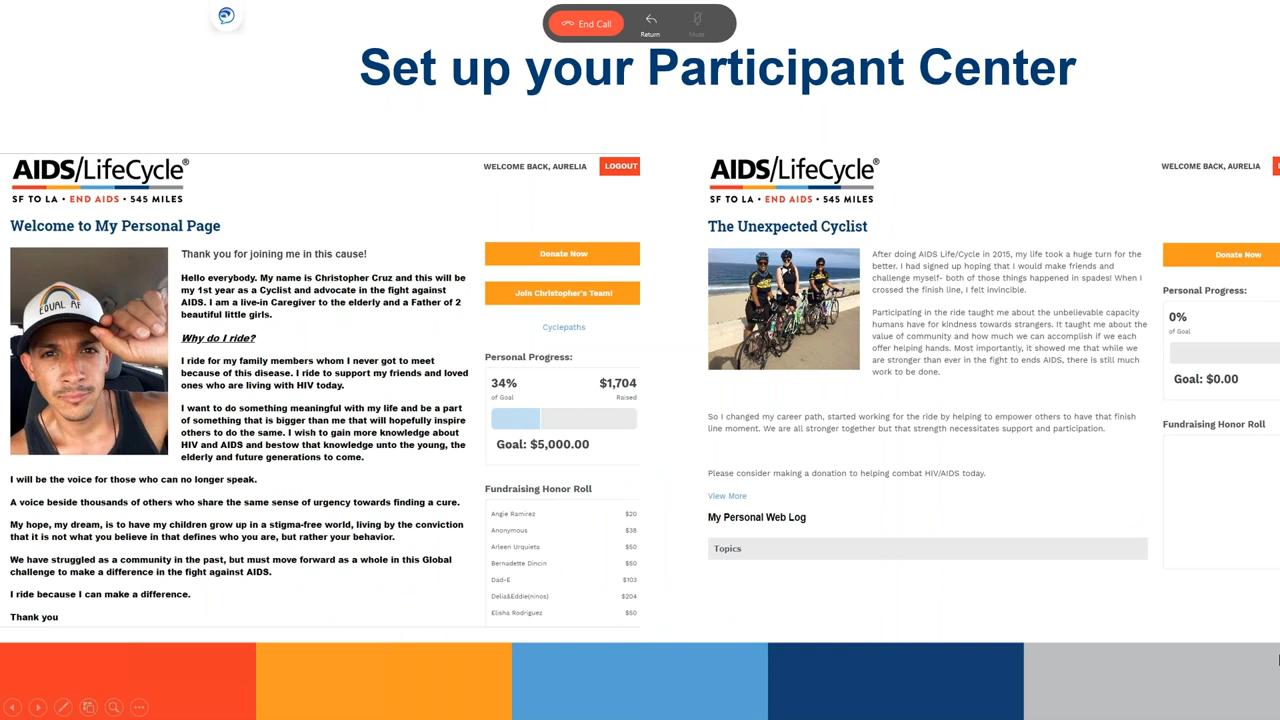 End Call
Return
Mute
Set up your Participant Center
AIDS/LifeCycle®
SF TO LA • END AIDS • 545 MILES
WELCOME BACK, AURELIA
LOGOUT
Welcome to My Personal Page
EQUAL AF
Thank you for joining me in this cause!
Hello everybody. My name is Christopher Cruz and this will be
my 1st year as a Cyclist and advocate in the fight against
AIDS. I am a live-in Caregiver to the elderly and a Father of 2
beautiful little girls.
Why do I ride?
I ride for my family members whom I never got to meet
because of this disease. I ride to support my friends and loved
ones who are living with HIV today.
I want to do something meaningful with my life and be a part
of something that is bigger than me that will hopefully inspire
others to do the same. I wish to gain more knowledge about
HIV and AIDS and bestow that knowledge unto the young, the
elderly and future generations to come.
I will be the voice for those who can no longer speak.
A voice beside thousands of others who share the same sense of urgency towards finding a cure.
My hope, my dream, is to have my children grow up in a stigma-free world, living by the conviction
that it is not what you believe in that defines who you are, but rather your behavior.
We have struggled as a community in the past, but must move forward as a whole in this Global
challenge to make a difference in the fight against AIDS.
I ride because I can make a difference.
Thank you
Donate Now
Join Christopher's Team!
Cyclepaths
Personal Progress:
34% $1,704
of Goal Raised
Goal: $5,000.00
Fundraising Honor Roll
Angie Ramirez $20
Anonymous $38
Arleen Urquieta $50
Bernadette Dincin $50
Dad-E $103
Delia&Eddie(ninos) $204
Elisha Rodriguez $50
AIDS/LifeCycle®
SF TO LA • END AIDS • 545 MILES
WELCOME BACK, AURELIA
The Unexpected Cyclist
After doing AIDS Life/Cycle in 2015, my life took a huge turn for the
better. I had signed up hoping that I would make friends and
challenge myself- both of those things happened in spades! When I
crossed the finish line, I felt invincible.
Participating in the ride taught me about the unbelievable capacity
humans have for kindness towards strangers. It taught me about the
value of community and how much we can accomplish if we each
offer helping hands. Most importantly, it showed me that while we
are stronger than ever in the fight to ends AIDS, there is still much
work to be done.
So I changed my career path, started working for the ride by helping to empower others to have that finish
line moment. We are all stronger together but that strength necessitates support and participation.
Please consider making a donation to helping combat HIV/AIDS today.
View More
My Personal Web Log
Topics
Donate Now
Personal Progress:
0%
of Goal
Goal: $0.00
Fundraising Honor Roll